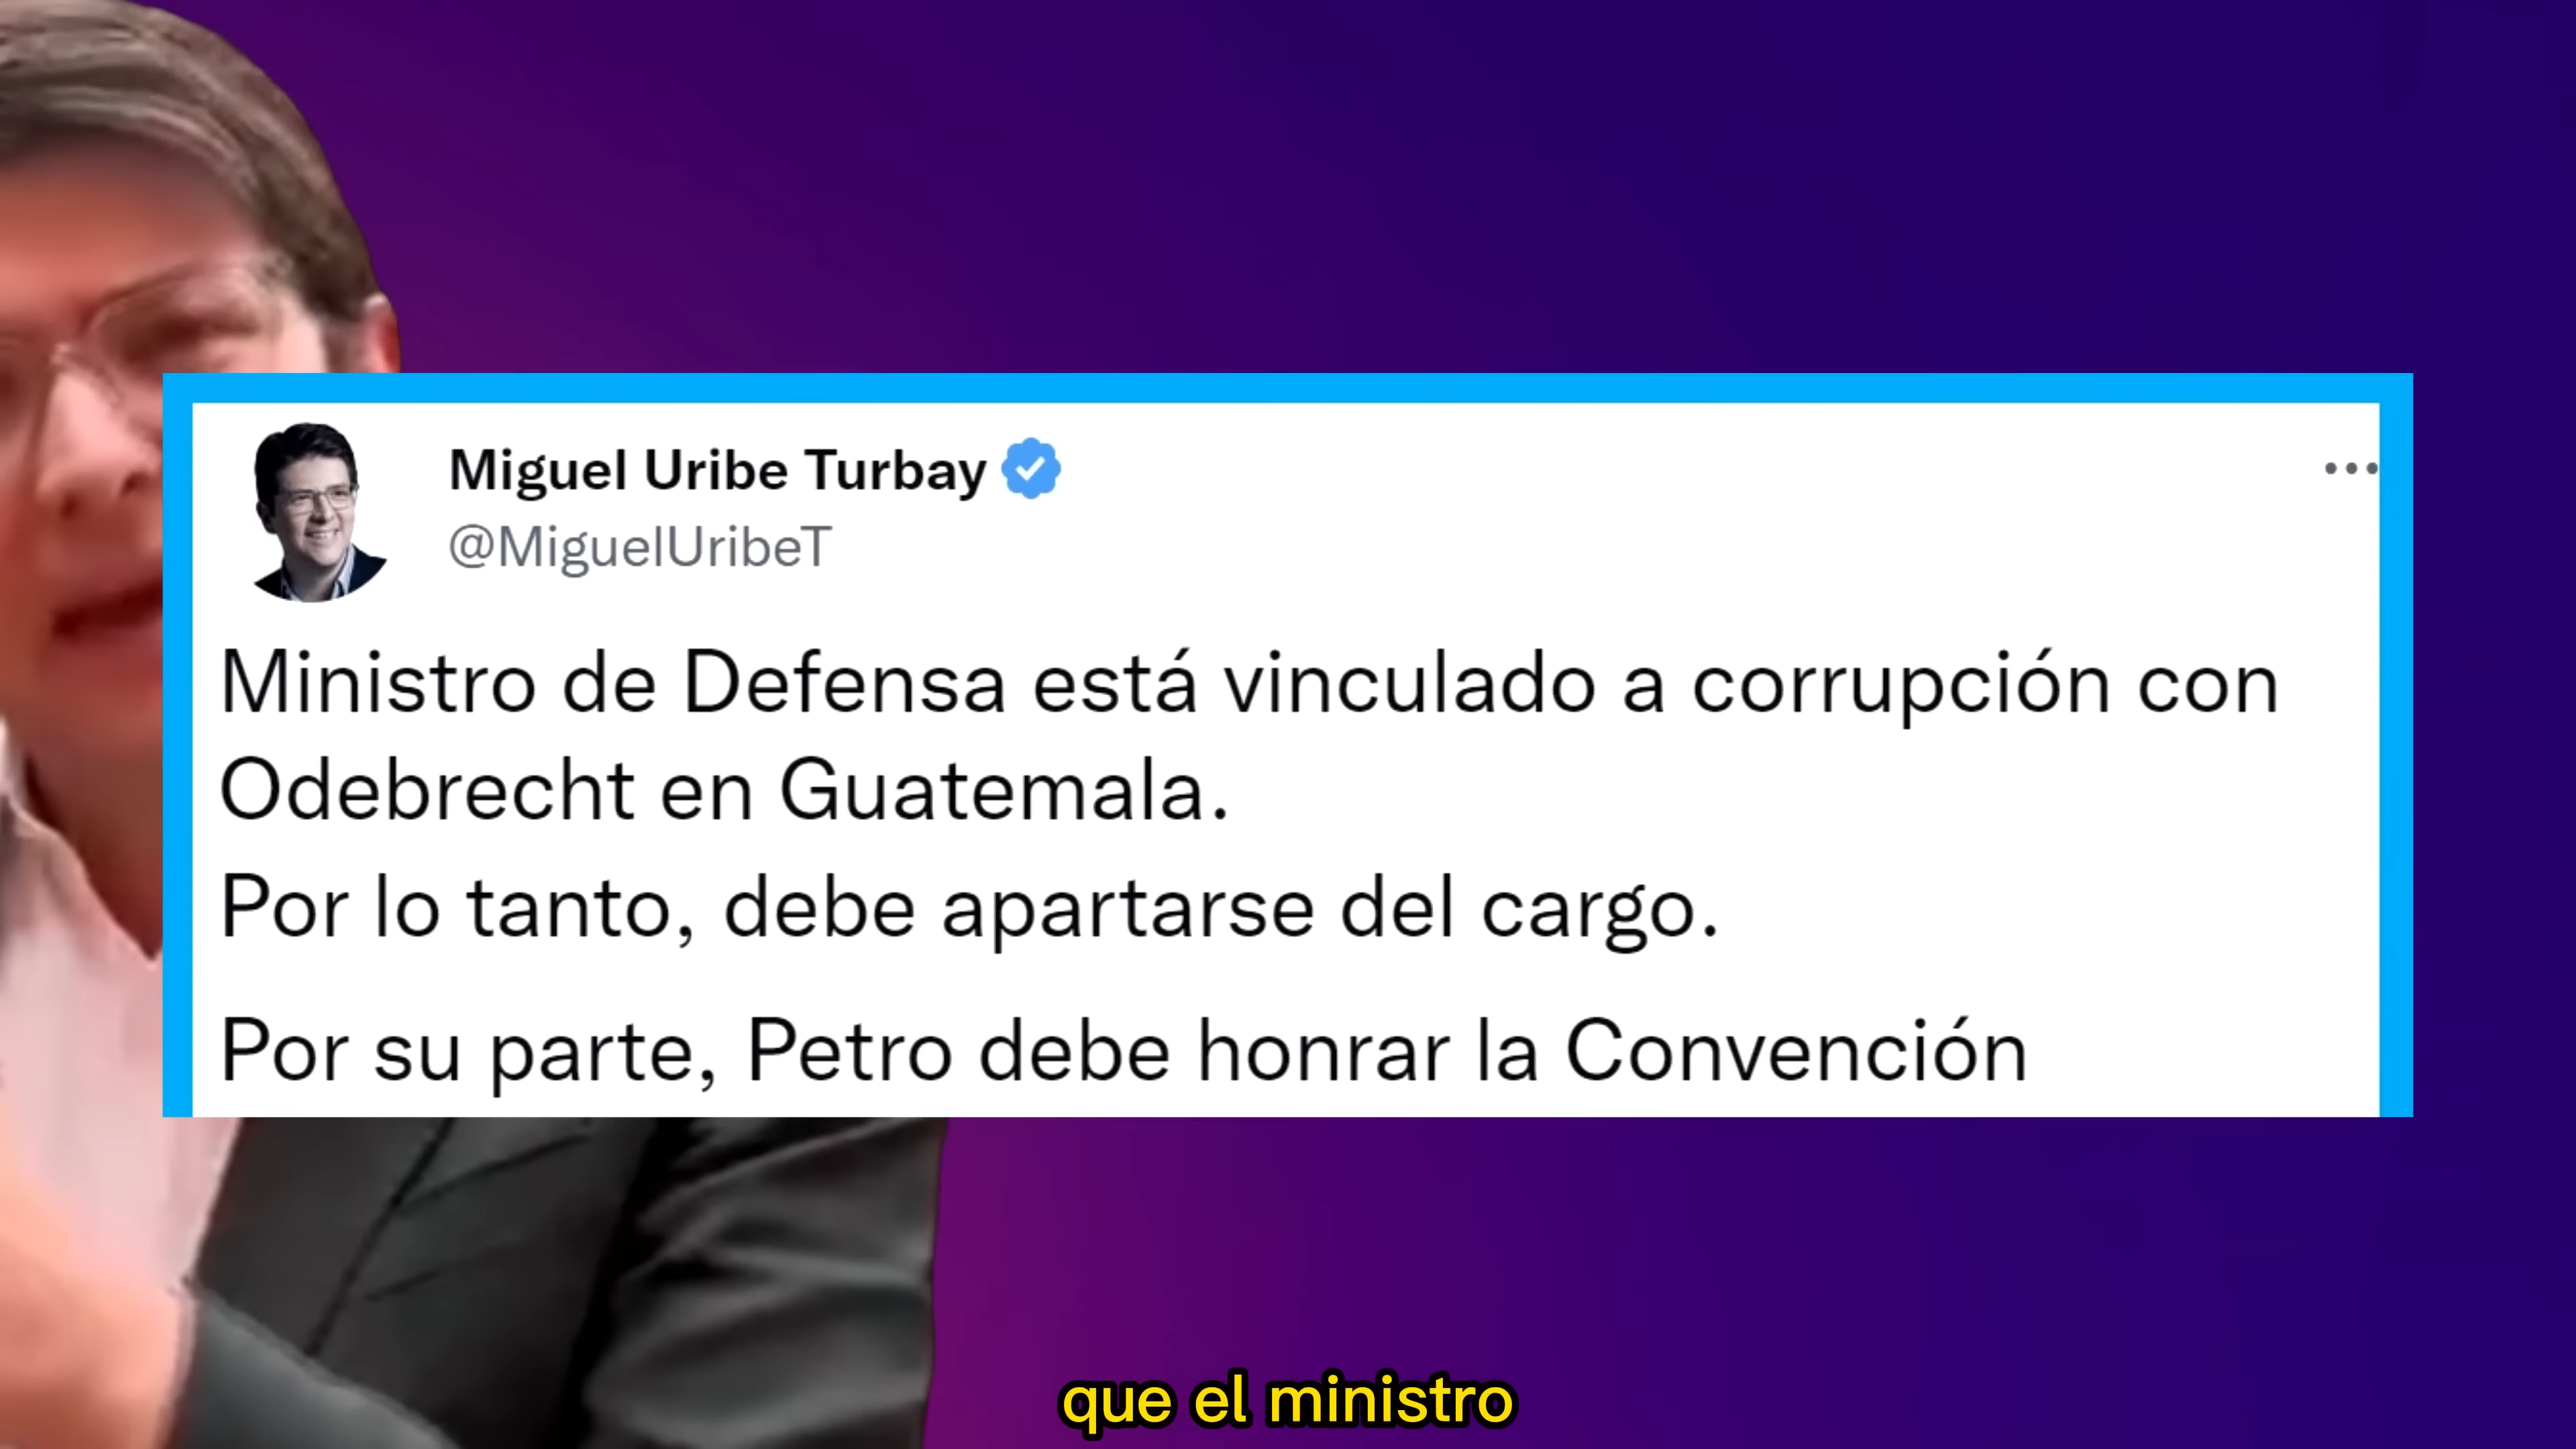 Miguel Uribe Turbay
@MiguelUribeT
Ministro de Defensa está vinculado a corrupción con
Odebrecht en Guatemala.
Por lo tanto, debe apartarse del cargo.
Por su parte, Petro debe honrar la Convención
que el ministro